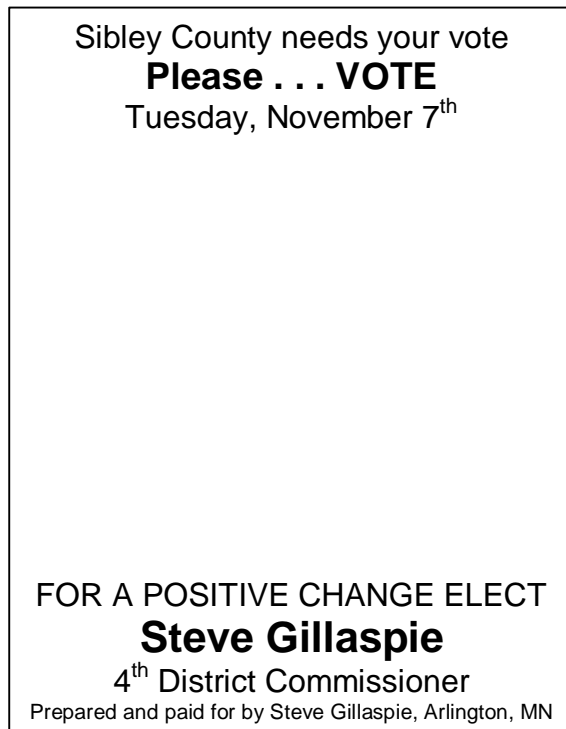 Sibley County needs your vote
Please . . . VOTE
Tuesday, November 7th
FOR A POSITIVE CHANGE ELECT
Steve Gillaspie
4th District Commissioner
Prepared and paid for by Steve Gillaspie, Arlington, MN